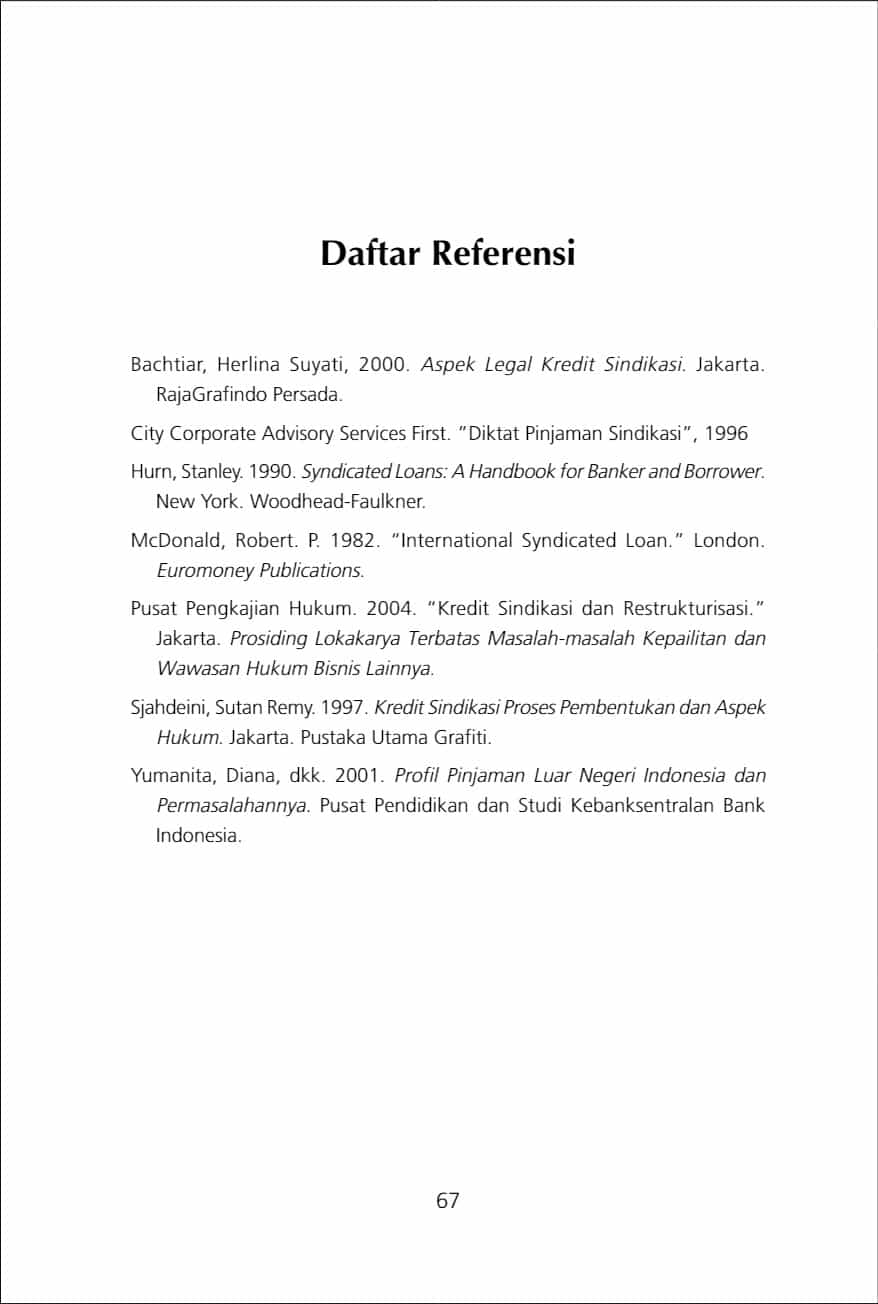 Daftar Referensi
Bachtiar, Herlina Suyati, 2000. Aspek Legal Kredit Sindikasi. Jakarta.
RajaGrafindo Persada.
City Corporate Advisory Services First. “Diktat Pinjaman Sindikasi”, 1996
Hurn, Stanley. 1990. Syndicated Loans: A Handbook for Banker and Borrower.
New York. Woodhead-Faulkner.
McDonald, Robert. P. 1982. “International Syndicated Loan.” London.
Euromoney Publications.
Pusat Pengkajian Hukum. 2004. “Kredit Sindikasi dan Restrukturisasi.”
Jakarta. Prosiding Lokakarya Terbatas Masalah-masalah Kepailitan dan
Wawasan Hukum Bisnis Lainnya.
Sjahdeini, Sutan Remy. 1997. Kredit Sindikasi Proses Pembentukan dan Aspek
Hukum. Jakarta. Pustaka Utama Grafiti.
Yumanita, Diana, dkk. 2001. Profil Pinjaman Luar Negeri Indonesia dan
Permasalahannya. Pusat Pendidikan dan Studi Kebanksentralan Bank
Indonesia.
67